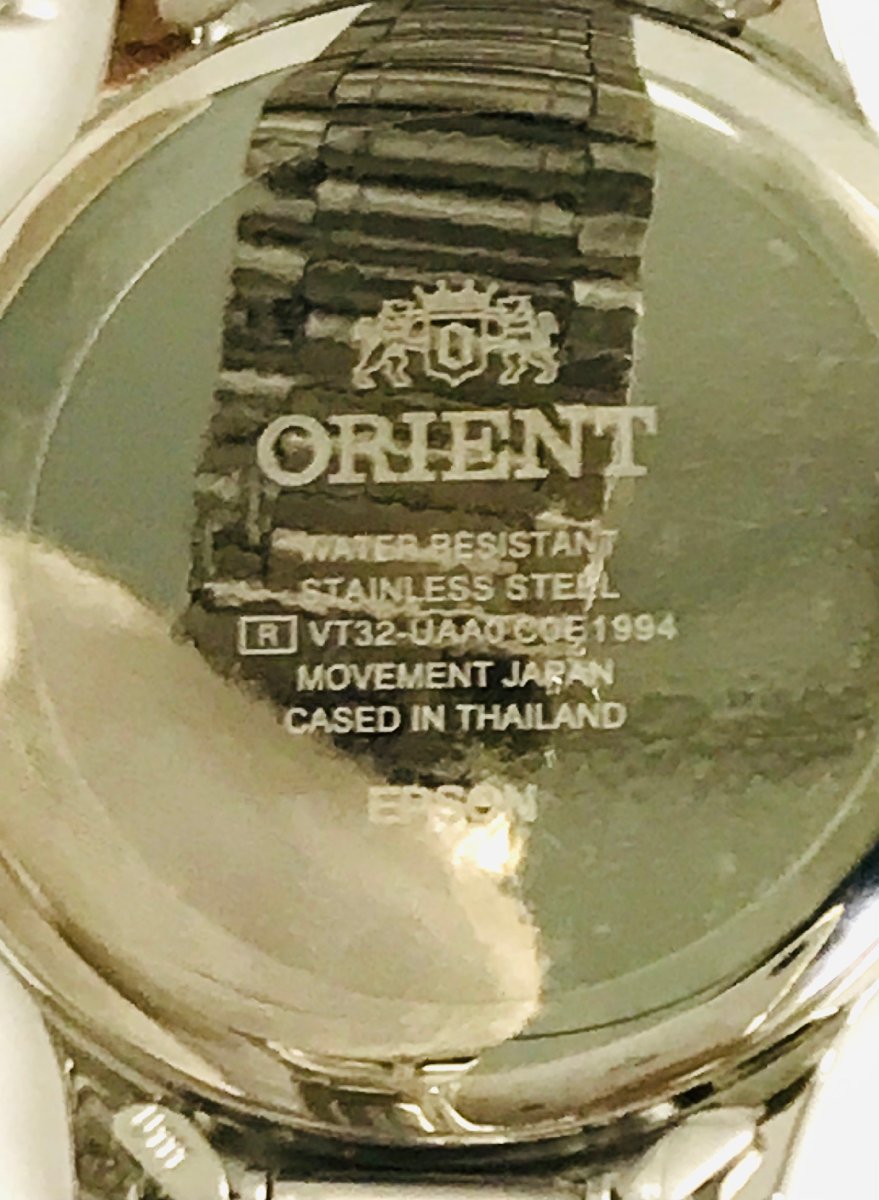 ORIENT
WATER RESISTANT
STAINLESS STEEL
R VT32-UAA0 C0E1994
MOVEMENT JAPAN
CASED IN THAILAND
EPSON